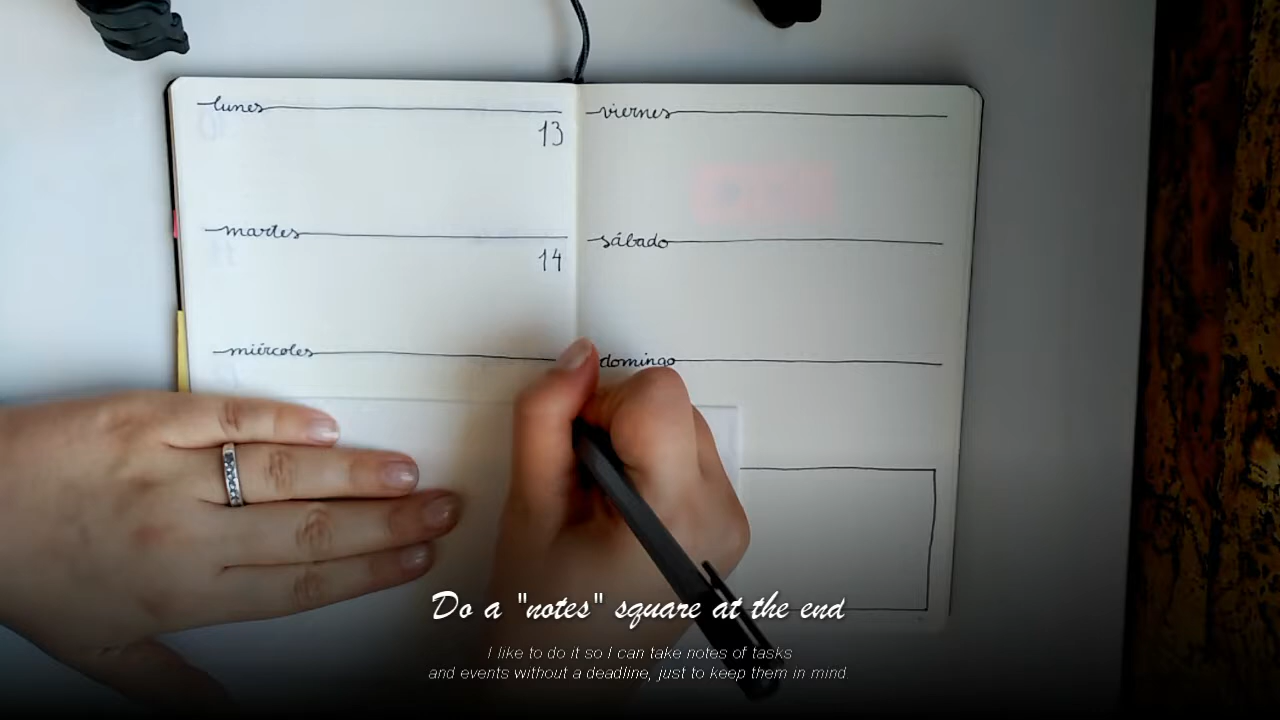 lunes
13
martes
14
miércoles
viernes
sábado
domingo
Do a "notes" square at the end
I like to do it so I can take notes of tasks
and events without a deadline, just to keep them in mind